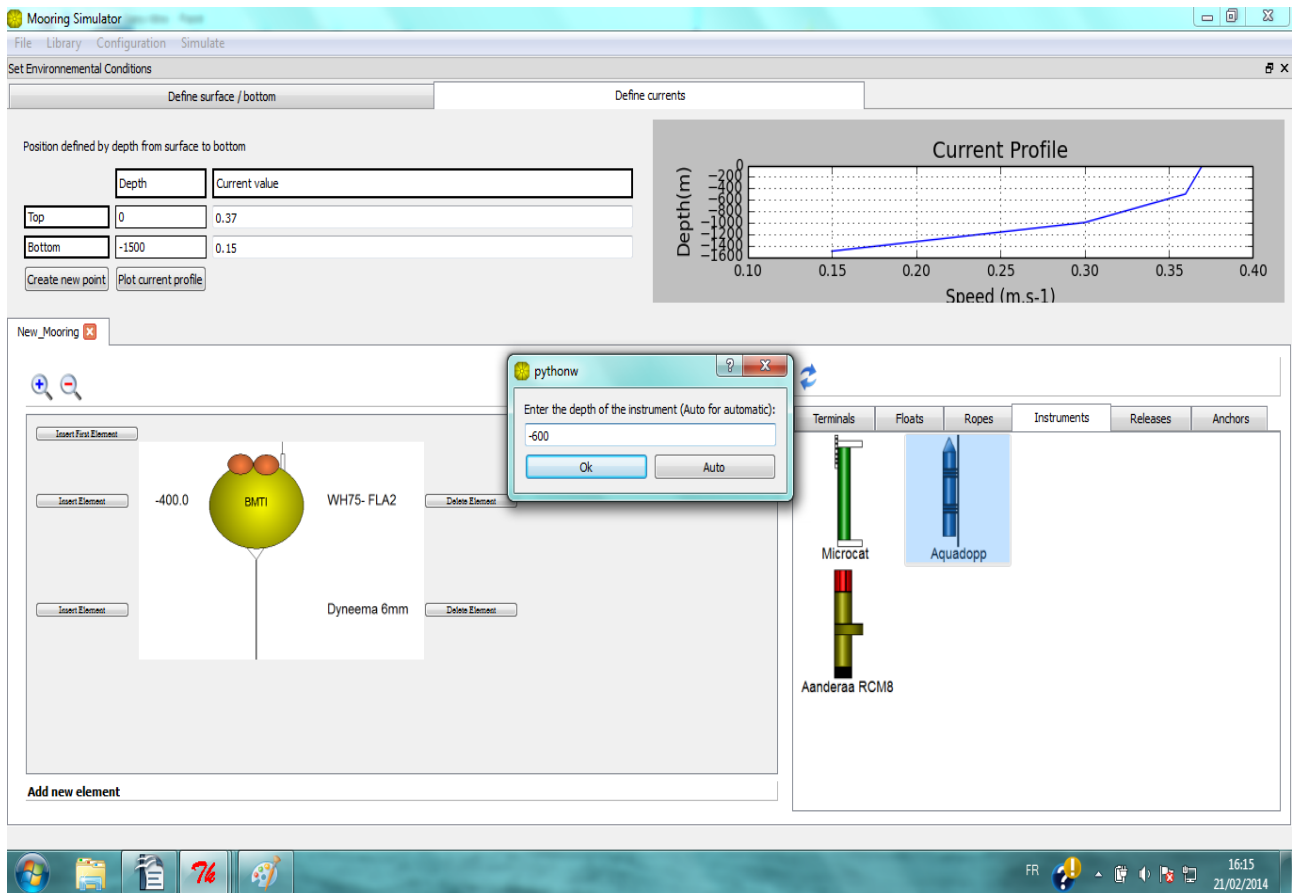 Mooring Simulator
File Library Configuration Simulate
Set Environnemental Conditions
Define surface / bottom
Define currents
Position defined by depth from surface to bottom
Depth
Current value
Top
0
0.37
Bottom
-1500
0.15
Create new point
Plot current profile
Current Profile
Depth(m)
0
−200
−400
−600
−800
−1000
−1200
−1400
−1600
0.10 0.15 0.20 0.25 0.30 0.35 0.40
Speed (m.s-1)
New_Mooring
pythonw
Enter the depth of the instrument (Auto for automatic):
-600
Ok
Auto
Insert First Element
Insert Element
-400.0
BMTI
WH75- FLA2
Delete Element
Insert Element
Dyneema 6mm
Delete Element
Add new element
Terminals
Floats
Ropes
Instruments
Releases
Anchors
Microcat
Aquadopp
Aanderaa RCM8
FR
16:15
21/02/2014